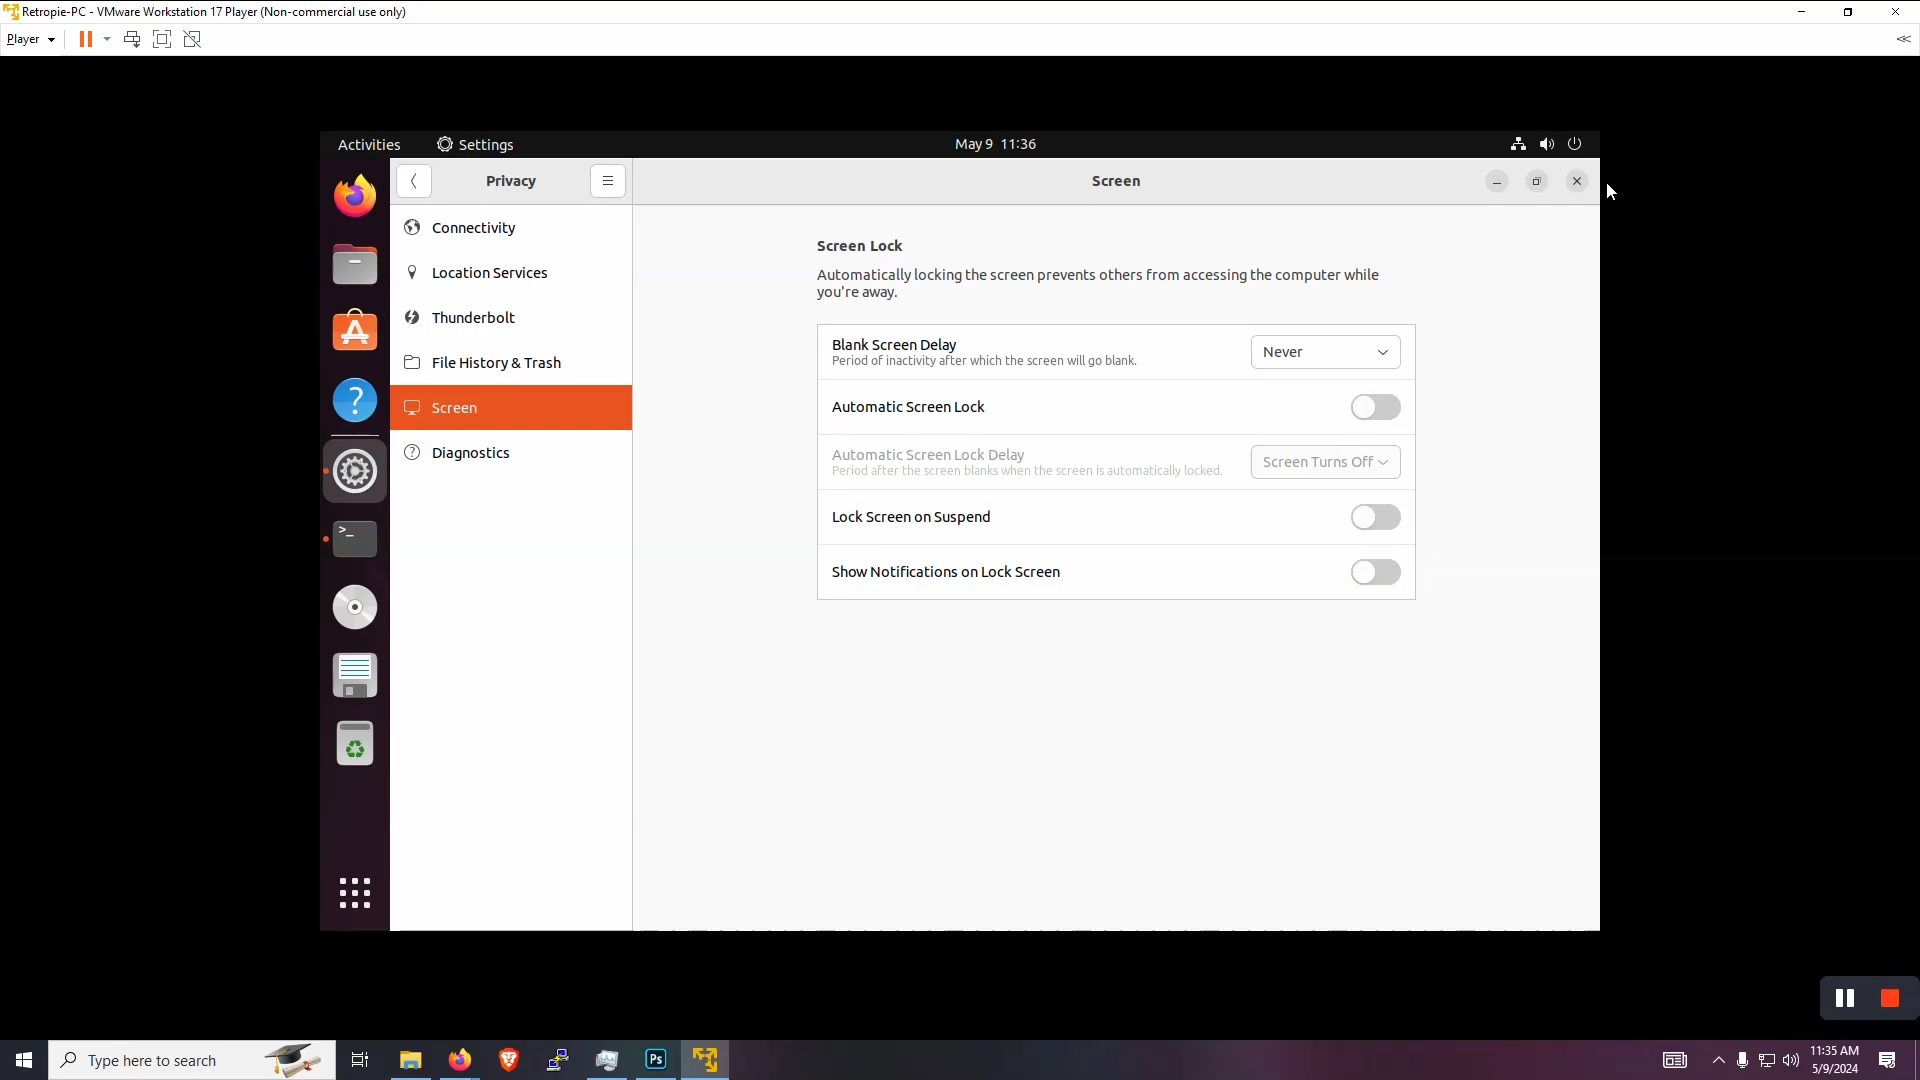 Retropie-PC - VMware Workstation 17 Player (Non-commercial use only)
Player
Activities
Settings
May 9 11:36
Privacy
Screen
Connectivity
Location Services
Thunderbolt
File History & Trash
Screen
Diagnostics
Screen Lock
Automatically locking the screen prevents others from accessing the computer while
you're away.
Blank Screen Delay
Period of inactivity after which the screen will go blank.
Never
Automatic Screen Lock
Automatic Screen Lock Delay
Period after the screen blanks when the screen is automatically locked.
Screen Turns Off
Lock Screen on Suspend
Show Notifications on Lock Screen
Type here to search
Ps
11:35 AM
5/9/2024